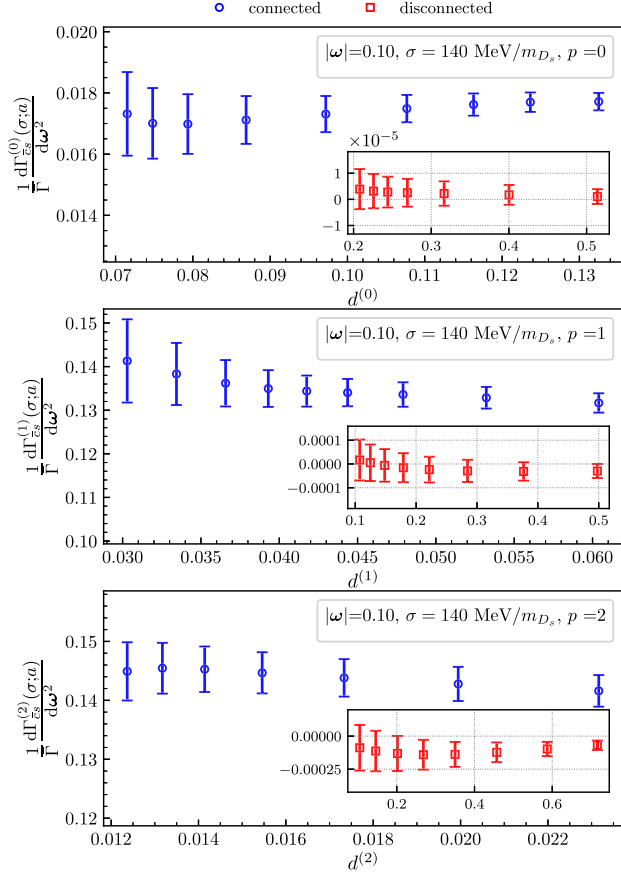 connected disconnected
0.020
0.018
0.016
0.014
1/Γ̄ dΓ_{c̄s}^{(0)}(σ;a)/dω²
|ω|=0.10, σ = 140 MeV/m_{D_s}, p =0
×10⁻⁵
1
0
−1
0.2 0.3 0.4 0.5
0.07 0.08 0.09 0.10 0.11 0.12 0.13
d^{(0)}
0.15
0.14
0.13
0.12
0.11
0.10
1/Γ̄ dΓ_{c̄s}^{(1)}(σ;a)/dω²
|ω|=0.10, σ = 140 MeV/m_{D_s}, p =1
0.0001
0.0000
−0.0001
0.1 0.2 0.3 0.4 0.5
0.030 0.035 0.040 0.045 0.050 0.055 0.060
d^{(1)}
0.15
0.14
0.13
0.12
1/Γ̄ dΓ_{c̄s}^{(2)}(σ;a)/dω²
|ω|=0.10, σ = 140 MeV/m_{D_s}, p =2
0.00000
−0.00025
0.2 0.4 0.6
0.012 0.014 0.016 0.018 0.020 0.022
d^{(2)}